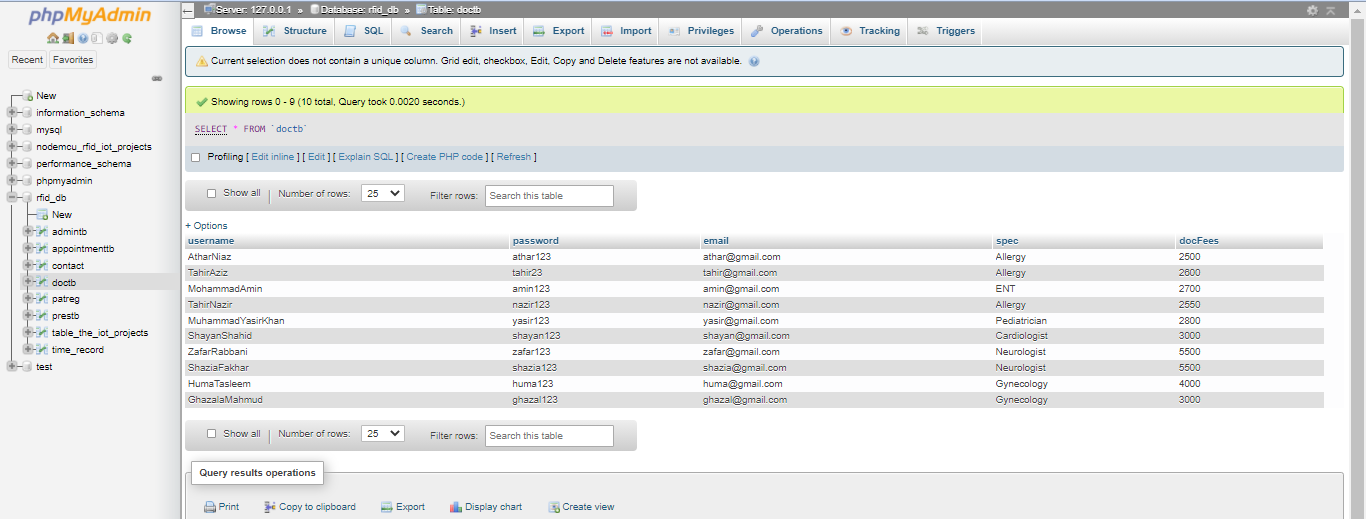 phpMyAdmin
Recent Favorites
New
information_schema
mysql
nodemcu_rfid_iot_projects
performance_schema
phpmyadmin
rfid_db
New
admintb
appointmenttb
contact
doctb
patreg
prestb
table_the_iot_projects
time_record
test
Server: 127.0.0.1 » Database: rfid_db » Table: doctb
Browse Structure SQL Search Insert Export Import Privileges Operations Tracking Triggers
Current selection does not contain a unique column. Grid edit, checkbox, Edit, Copy and Delete features are not available.
Showing rows 0 - 9 (10 total, Query took 0.0020 seconds.)
SELECT * FROM `doctb`
Profiling [ Edit inline ] [ Edit ] [ Explain SQL ] [ Create PHP code ] [ Refresh ]
Show all Number of rows: 25 Filter rows: Search this table
+ Options
username password email spec docFees
AtharNiaz athar123 athar@gmail.com Allergy 2500
TahirAziz tahir23 tahir@gmail.com Allergy 2600
MohammadAmin amin123 amin@gmail.com ENT 2700
TahirNazir nazir123 nazir@gmail.com Allergy 2550
MuhammadYasirKhan yasir123 yasir@gmail.com Pediatrician 2800
ShayanShahid shayan123 shayan@gmail.com Cardiologist 3000
ZafarRabbani zafar123 zafar@gmail.com Neurologist 5500
ShaziaFakhar shazia123 shazia@gmail.com Neurologist 5500
HumaTasleem huma123 huma@gmail.com Gynecology 4000
GhazalaMahmud ghazal123 ghazal@gmail.com Gynecology 3000
Show all Number of rows: 25 Filter rows: Search this table
Query results operations
Print Copy to clipboard Export Display chart Create view